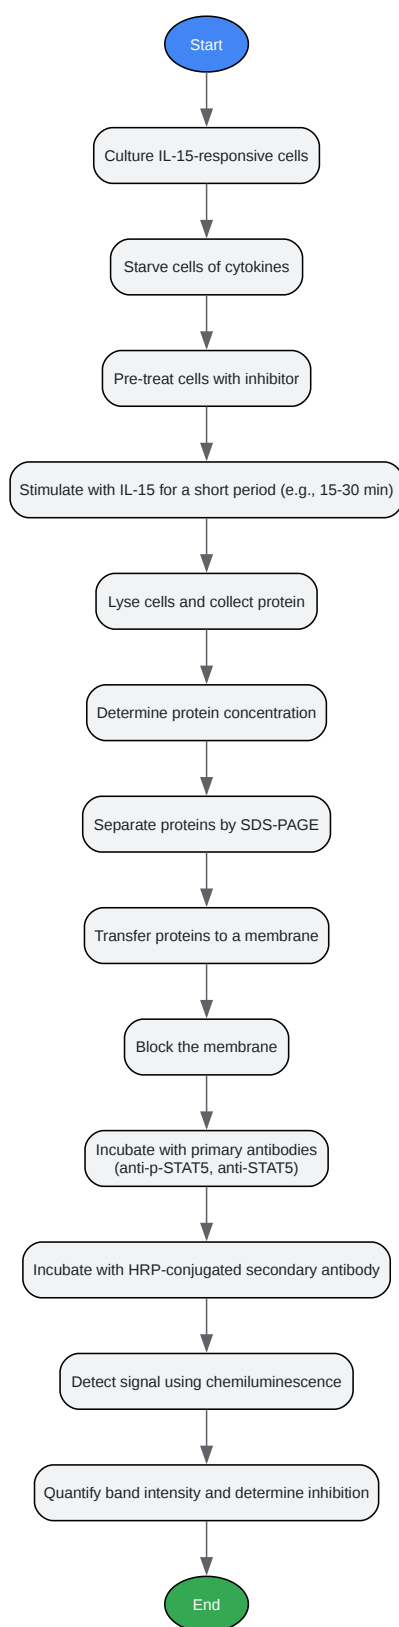 Start
Culture IL-15-responsive cells
Starve cells of cytokines
Pre-treat cells with inhibitor
Stimulate with IL-15 for a short period (e.g., 15-30 min)
Lyse cells and collect protein
Determine protein concentration
Separate proteins by SDS-PAGE
Transfer proteins to a membrane
Block the membrane
Incubate with primary antibodies
(anti-p-STAT5, anti-STAT5)
Incubate with HRP-conjugated secondary antibody
Detect signal using chemiluminescence
Quantify band intensity and determine inhibition
End